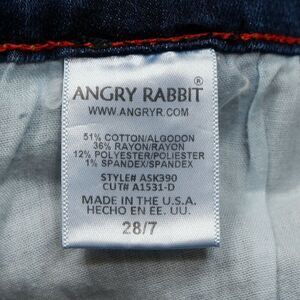 ANGRY RABBIT®
WWW.ANGRYR.COM
51% COTTON/ALGODON
36% RAYON/RAYON
12% POLYESTER/POLIESTER
1% SPANDEX/SPANDEX
STYLE# ASK390
CUT# A1531-D
MADE IN THE U.S.A.
HECHO EN EE. UU.
28/7